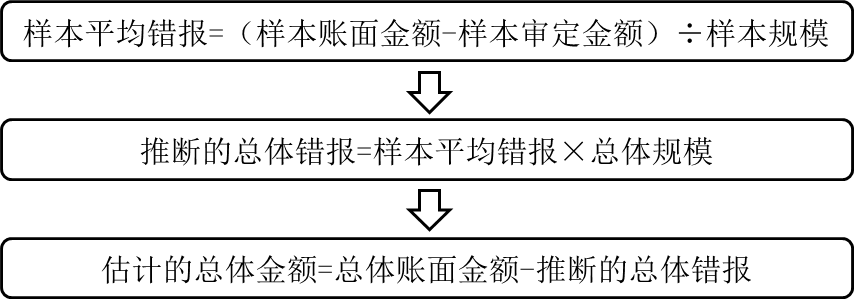 样本平均错报=（样本账面金额-样本审定金额）÷样本规模
推断的总体错报=样本平均错报×总体规模
估计的总体金额=总体账面金额-推断的总体错报